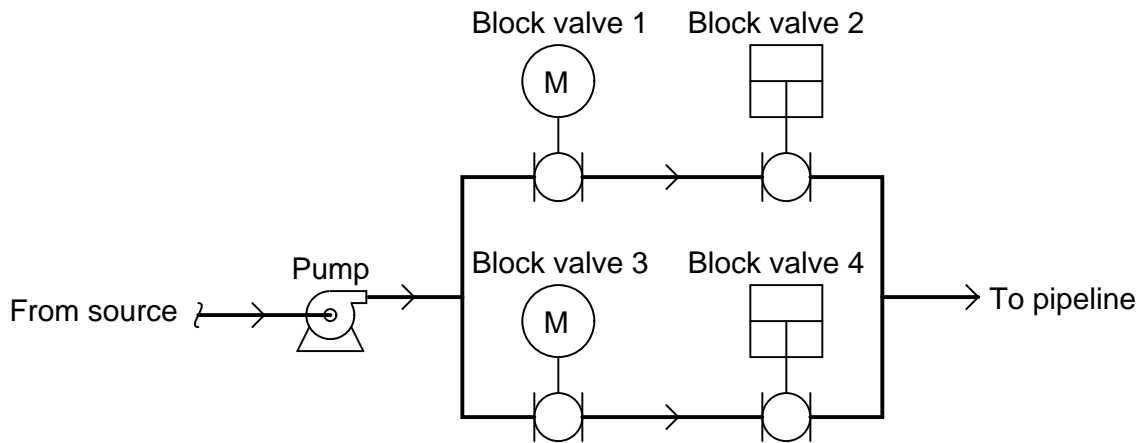 Block valve 1
Block valve 2
M
Block valve 3
Block valve 4
Pump
From source
M
To pipeline